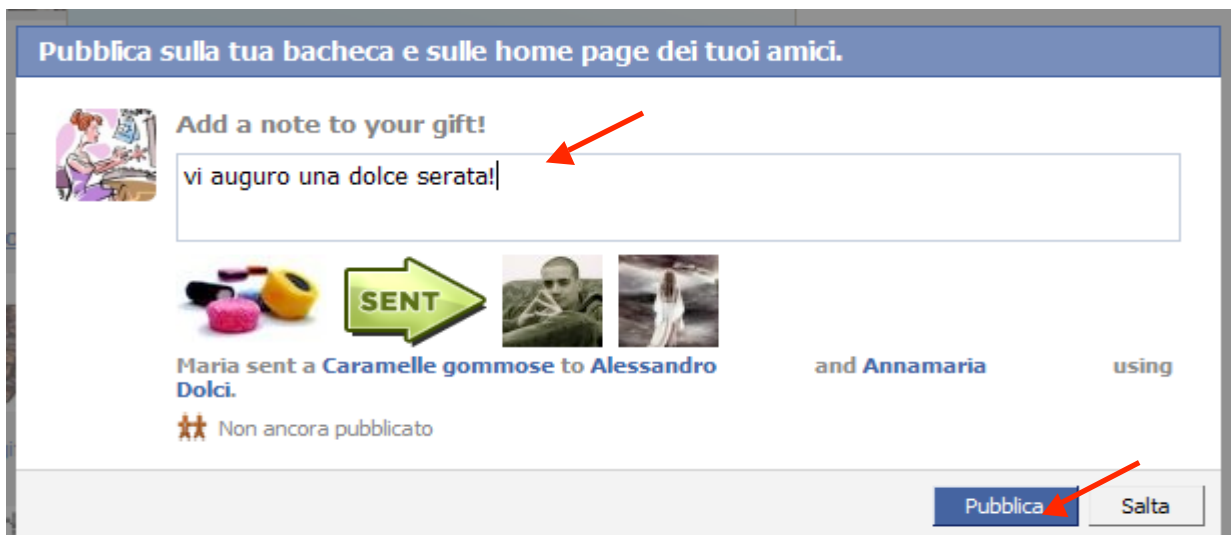 Pubblica sulla tua bacheca e sulle home page dei tuoi amici.
Add a note to your gift!
vi auguro una dolce serata!
SENT
Maria sent a Caramelle gommose to Alessandro and Annamaria using
Dolci.
Non ancora pubblicato
Pubblica Salta